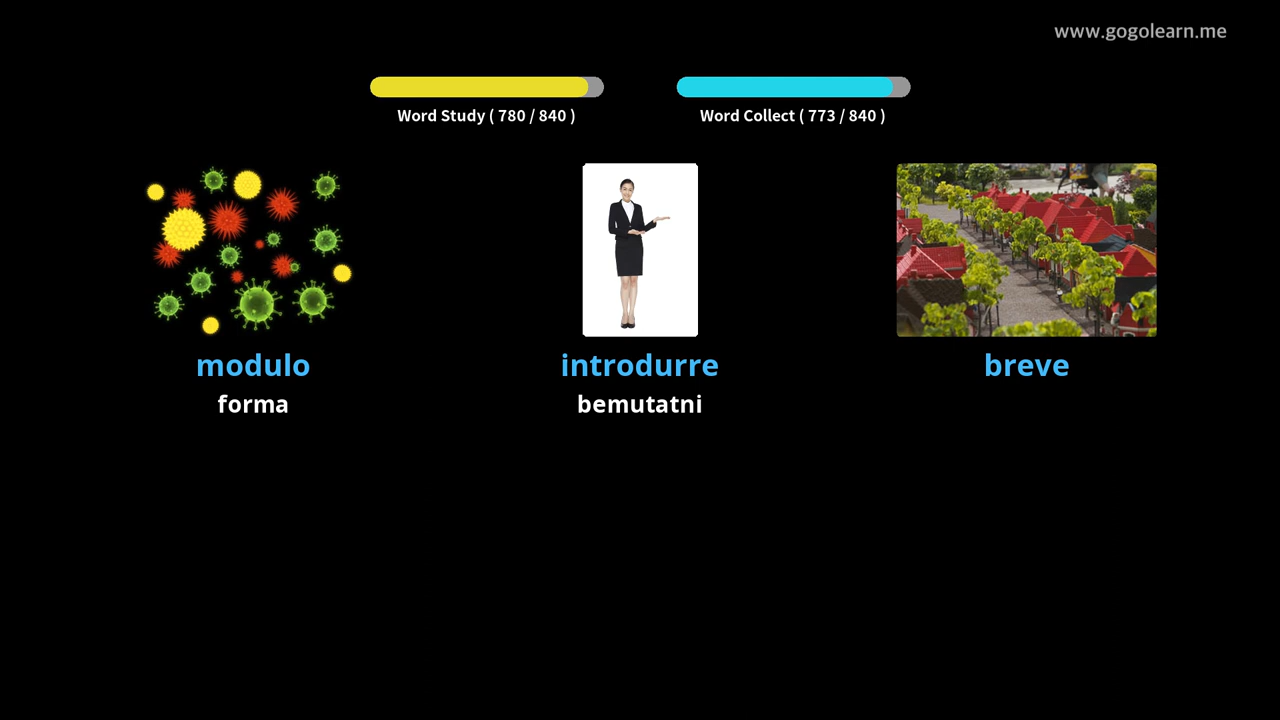 www.gogolearn.me
Word Study ( 780 / 840 )
Word Collect ( 773 / 840 )
modulo
forma
introdurre
bemutatni
breve